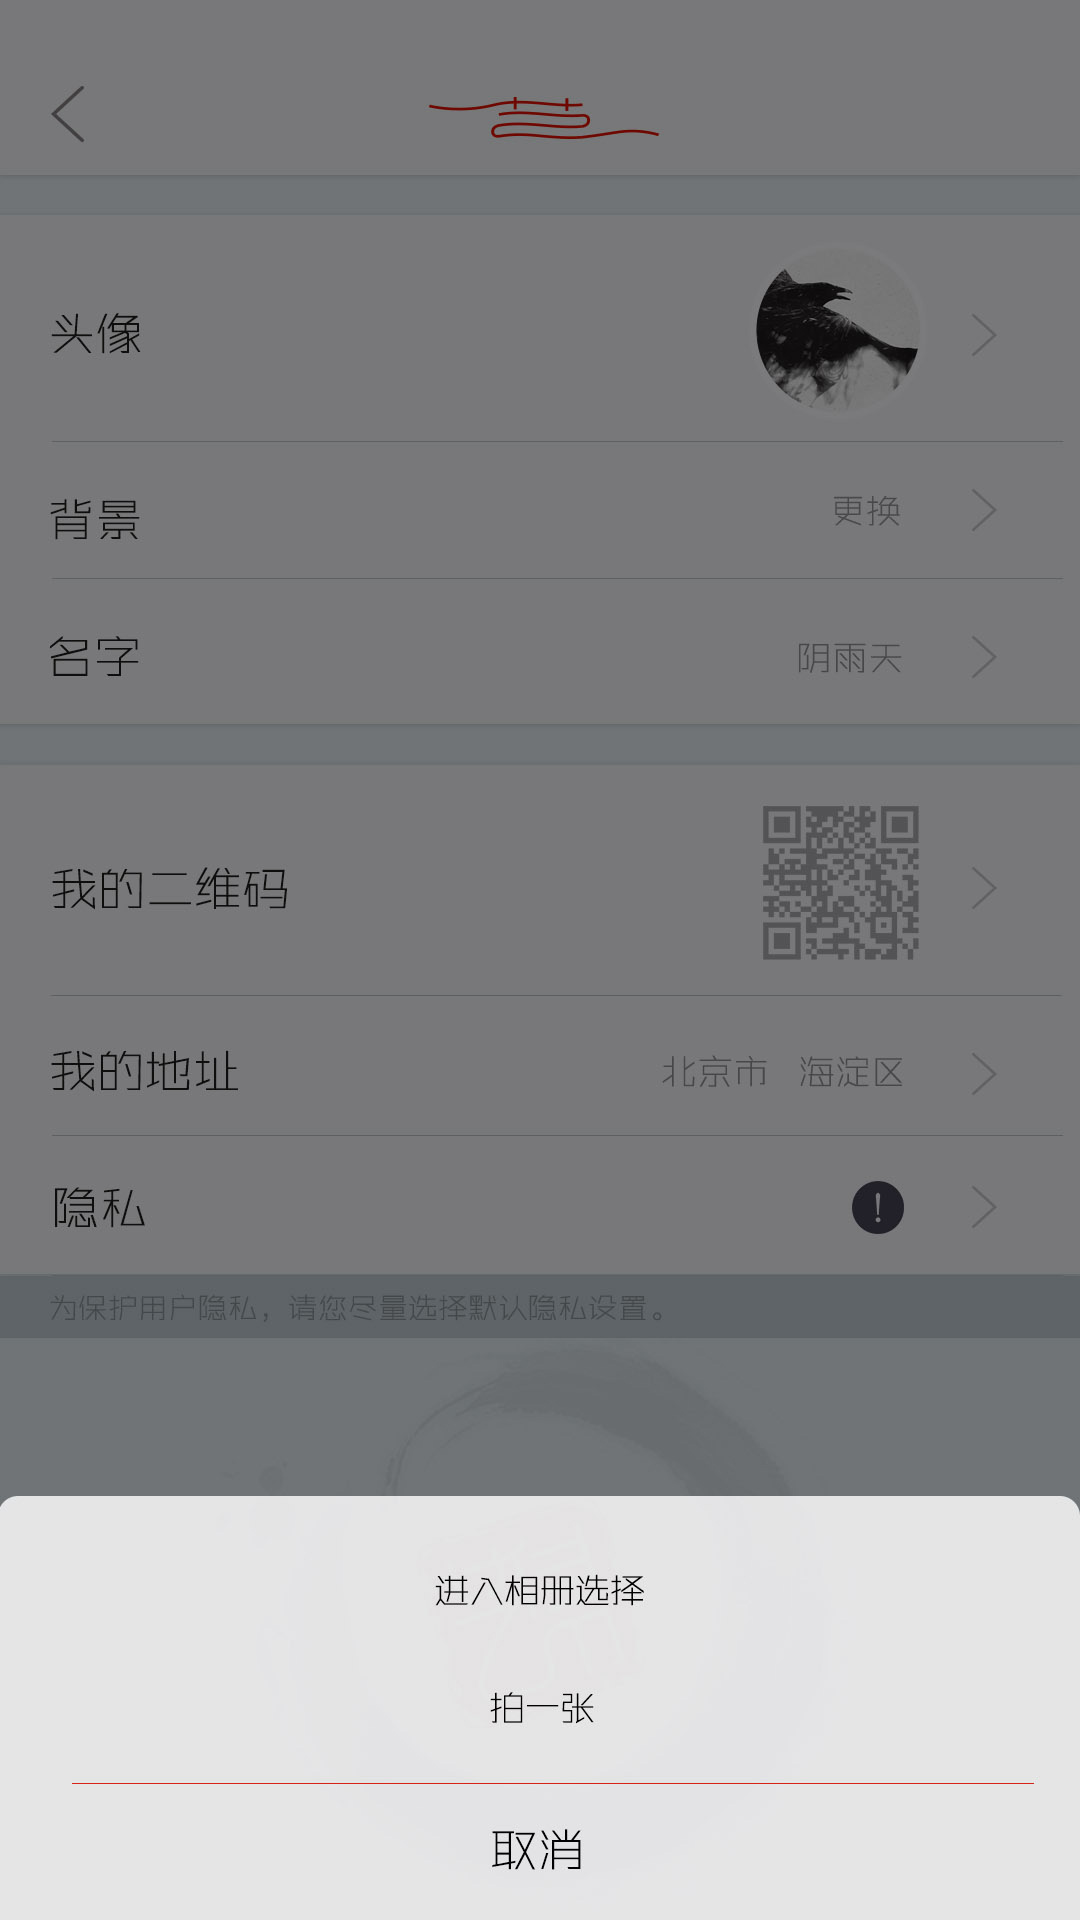 头像
背景 更换
名字 阴雨天
我的二维码
我的地址 北京市 海淀区
隐私 !
为保护用户隐私，请您尽量选择默认隐私设置。
进入相册选择
拍一张
取消